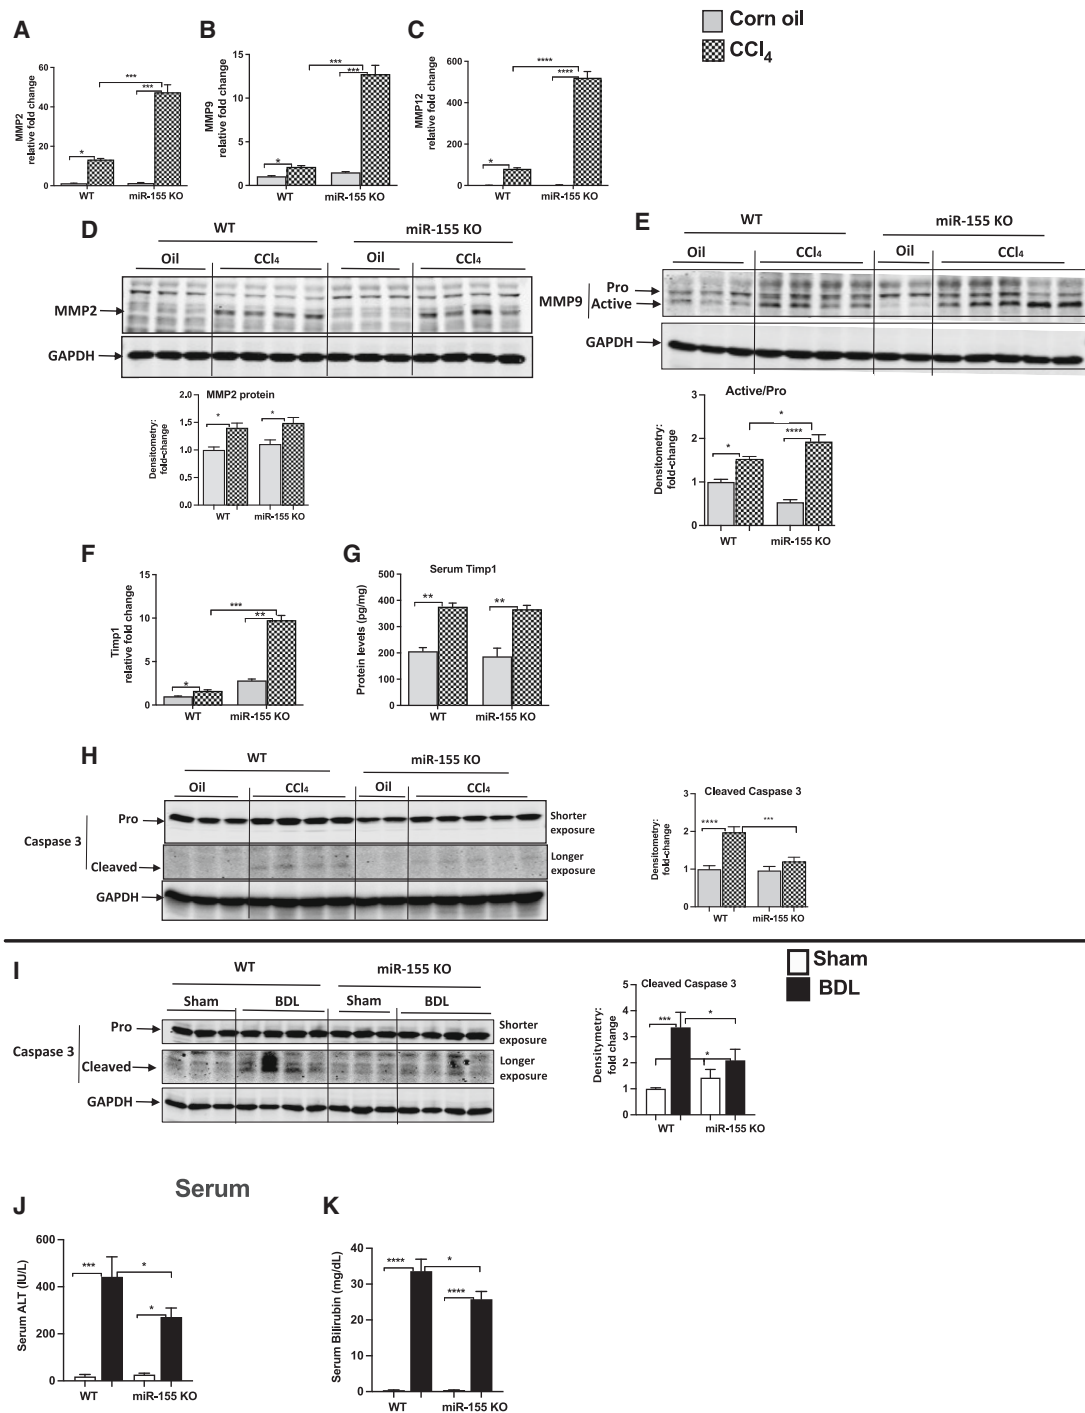 Corn oil
CCl4
A
MMP2
relative fold change
60
40
20
0
*
***
***
WT
miR-155 KO
B
MMP9
relative fold change
15
10
5
0
*
***
***
WT
miR-155 KO
C
MMP12
relative fold change
600
400
200
0
*
****
****
WT
miR-155 KO
D
WT
miR-155 KO
Oil
CCl4
Oil
CCl4
MMP2
GAPDH
MMP2 protein
Densitometry:
fold-change
2.0
1.5
1.0
0.5
0.0
*
*
WT
miR-155 KO
E
WT
miR-155 KO
Oil
CCl4
Oil
CCl4
MMP9
Pro
Active
GAPDH
Active/Pro
Densitometry:
fold-change
3
2
1
0
*
*
****
WT
miR-155 KO
F
Timp1
relative fold change
15
10
5
0
*
***
**
WT
miR-155 KO
G
Serum Timp1
Protein levels (pg/mg)
500
400
300
200
100
0
**
**
WT
miR-155 KO
H
WT
miR-155 KO
Oil
CCl4
Oil
CCl4
Caspase 3
Pro
Shorter
exposure
Cleaved
Longer
exposure
GAPDH
Cleaved Caspase 3
Densitometry:
fold-change
3
2
1
0
****
***
WT
miR-155 KO
I
WT
miR-155 KO
Sham
BDL
Sham
BDL
Caspase 3
Pro
Shorter
exposure
Cleaved
Longer
exposure
GAPDH
Sham
BDL
Cleaved Caspase 3
Densitymetry:
fold change
5
4
3
2
1
0
***
*
*
WT
miR-155 KO
Serum
J
Serum ALT (IU/L)
600
400
200
0
***
*
*
WT
miR-155 KO
K
Serum Bilirubin (mg/dL)
40
30
20
10
0
****
*
****
WT
miR-155 KO